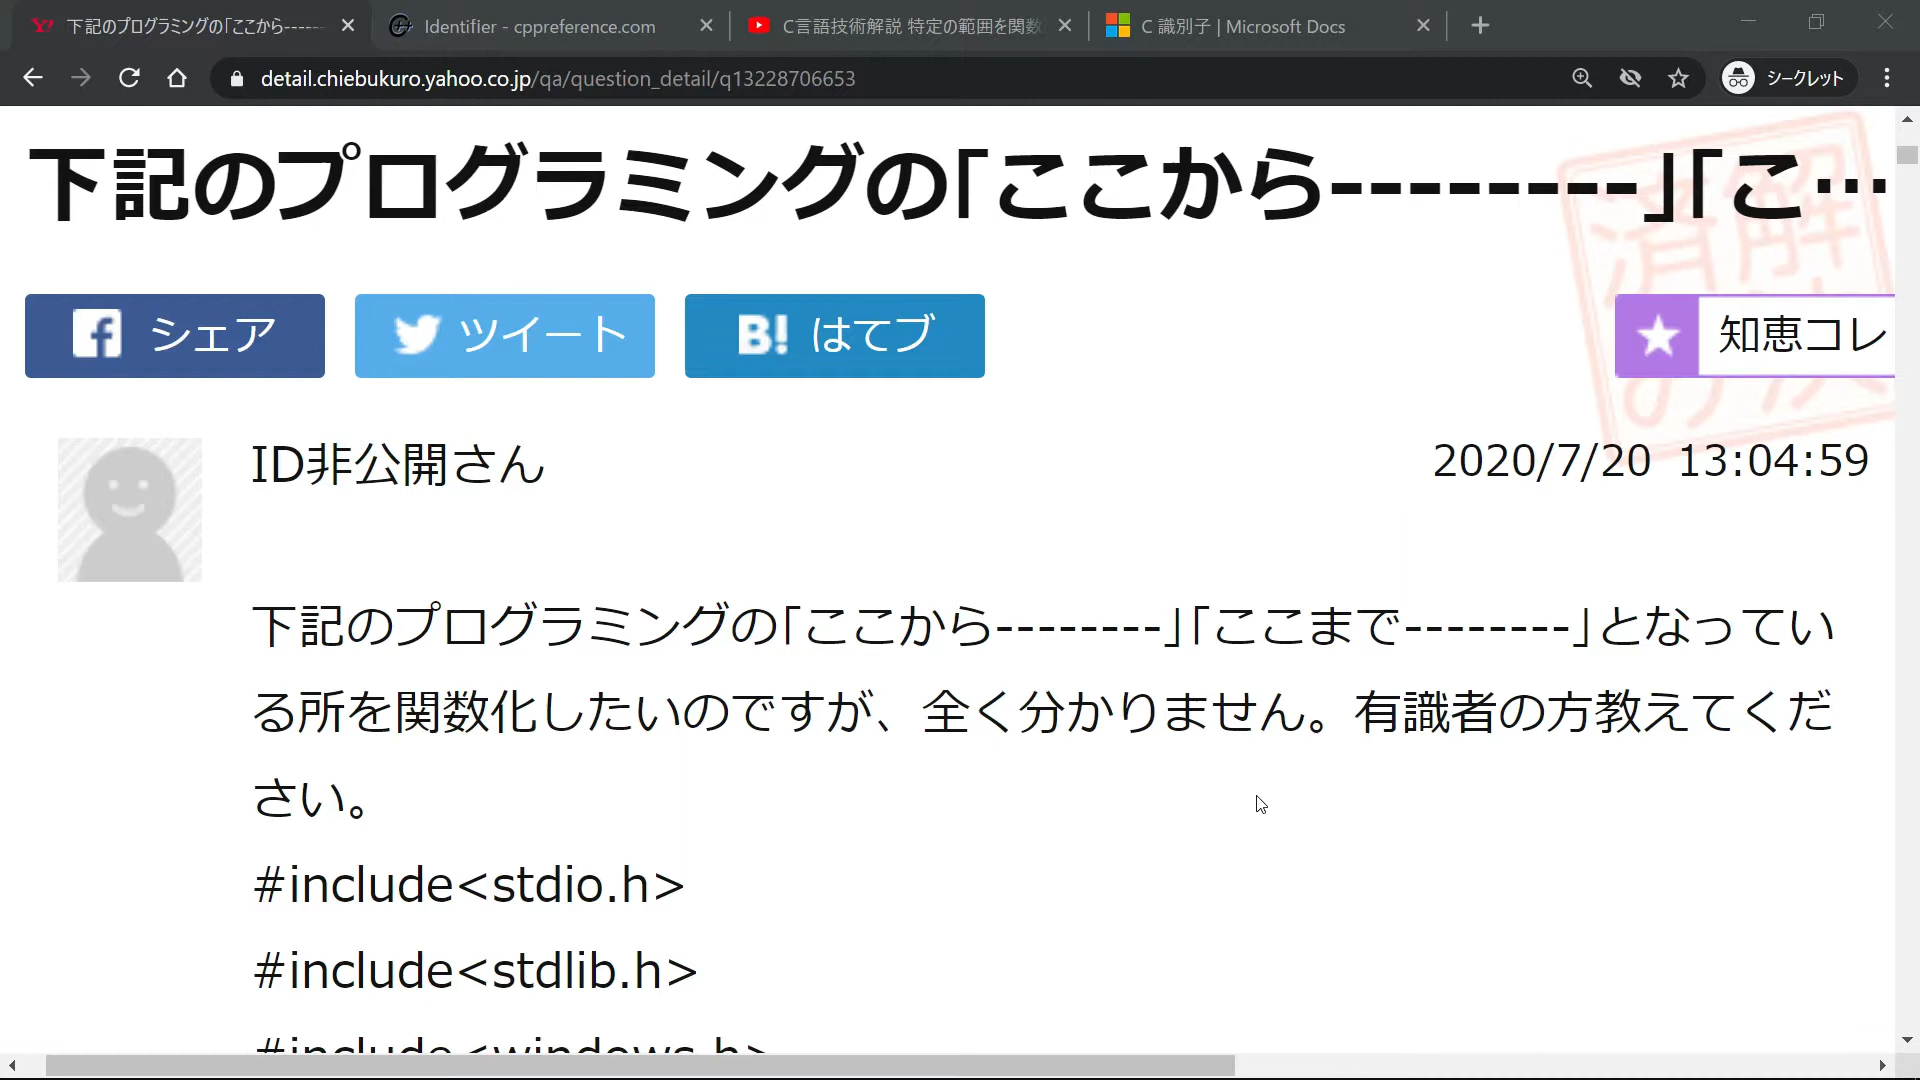 下記のプログラミングの「ここから------
Identifier - cppreference.com
C言語技術解説 特定の範囲を関数
C 識別子 | Microsoft Docs
detail.chiebukuro.yahoo.co.jp/qa/question_detail/q13228706653
シークレット
下記のプログラミングの「ここから--------」「こ…
解決済みの
シェア
ツイート
B! はてブ
知恵コレ
ID非公開さん
2020/7/20 13:04:59
下記のプログラミングの「ここから--------」「ここまで--------」となってい
る所を関数化したいのですが、全く分かりません。有識者の方教えてくだ
さい。
#include<stdio.h>
#include<stdlib.h>
#include<windows.h>